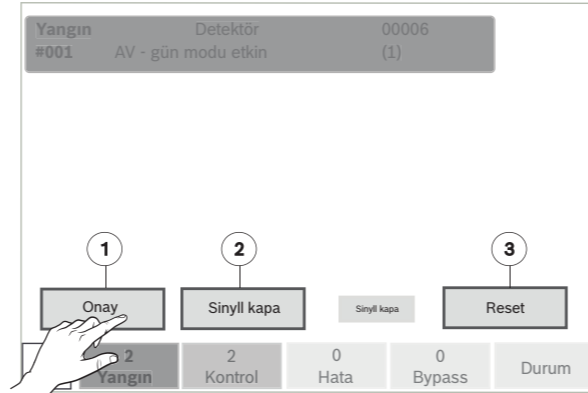 Yangın Detektör 00006
#001 AV - gün modu etkin (1)
1 2 3
Onay Sinyll kapa Sinyll kapa Reset
2 2 0 0
Yangın Kontrol Hata Bypass Durum